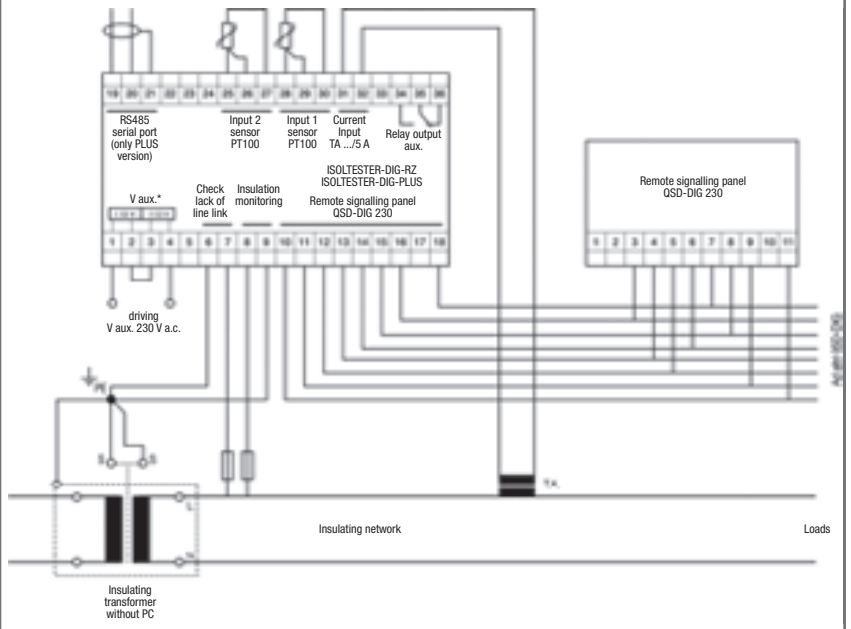 19 20 21 22 23 24 25 26 27 28 29 30 31 32 33 34 35 36
RS485
serial port
(only PLUS
version)
Input 2
sensor
PT100
Input 1
sensor
PT100
Current
Input
TA .../5 A
Relay output
aux.
ISOLTESTER-DIG-RZ
ISOLTESTER-DIG-PLUS
V aux.*
Check
lack of
line link
Insulation
monitoring
Remote signalling panel
QSD-DIG 230
1 2 3 4 5 6 7 8 9 10 11 12 13 14 15 16 17 18
Remote signalling panel
QSD-DIG 230
1 2 3 4 5 6 7 8 9 10 11
driving
V aux. 230 V a.c.
PE
S S
T.A.
L
N
Insulating network
Loads
Insulating
transformer
without PC